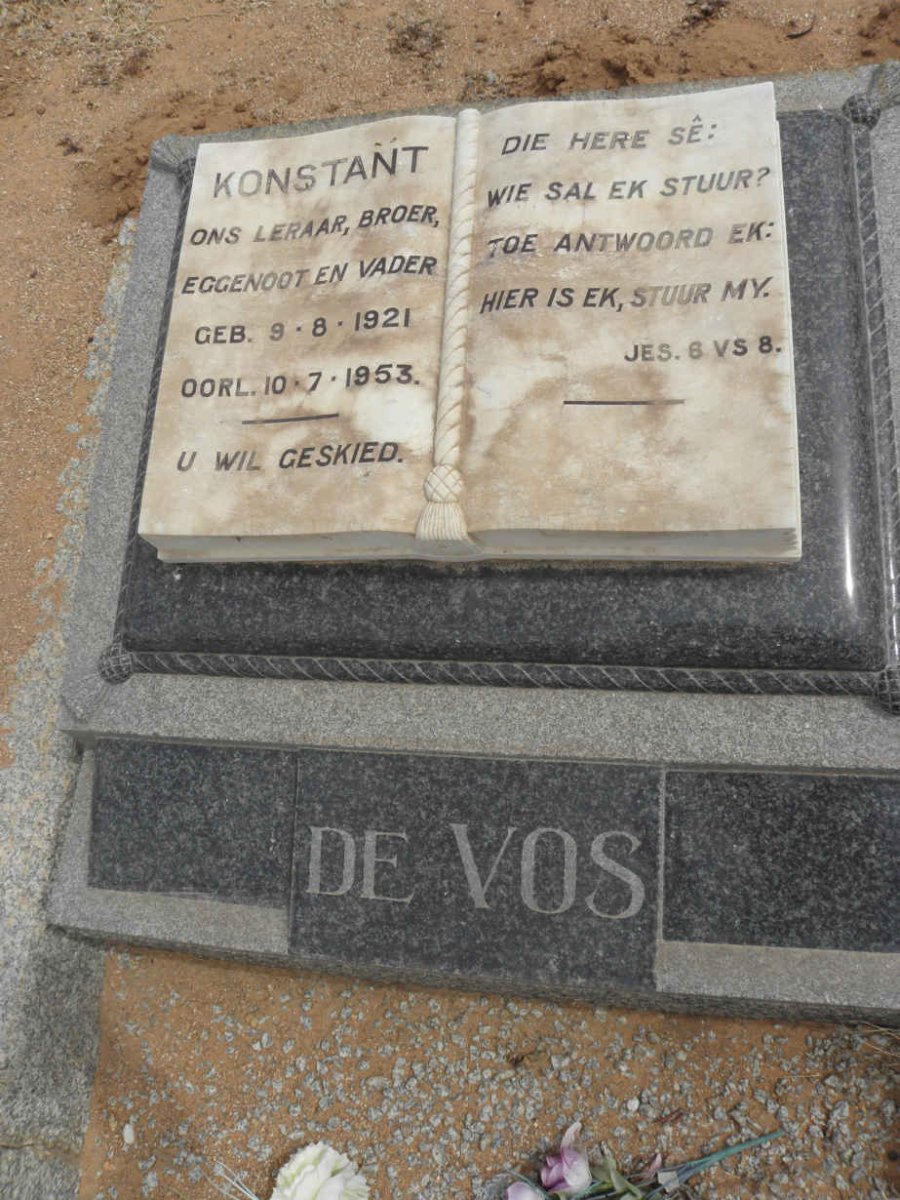 KONSTAN̈́T
ONS LERAAR, BROER,
EGGENOOT EN VADER
GEB. 9·8·1921
OORL. 10·7·1953.
U WIL GESKIED.
DIE HERE SÊ:
WIE SAL EK STUUR?
TOE ANTWOORD EK:
HIER IS EK, STUUR MY.
JES. 6 VS 8.
DE VOS